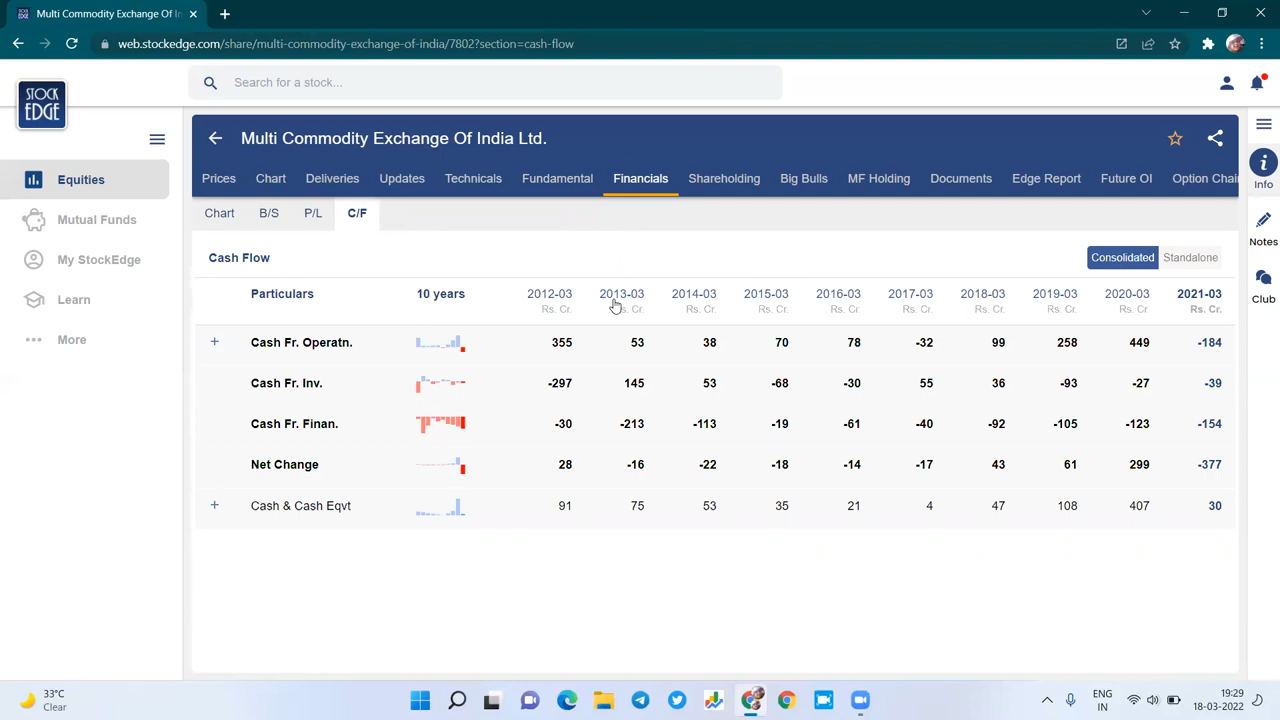 Multi Commodity Exchange Of In
web.stockedge.com/share/multi-commodity-exchange-of-india/7802?section=cash-flow
STOCK
EDGE
Search for a stock...
Multi Commodity Exchange Of India Ltd.
Prices Chart Deliveries Updates Technicals Fundamental Financials Shareholding Big Bulls MF Holding Documents Edge Report Future OI Option Chain
Chart B/S P/L C/F
Equities
Mutual Funds
My StockEdge
Learn
More
Info
Notes
Club
Cash Flow Consolidated Standalone
Particulars 10 years 2012-03 2013-03 2014-03 2015-03 2016-03 2017-03 2018-03 2019-03 2020-03 2021-03
Rs. Cr. Rs. Cr. Rs. Cr. Rs. Cr. Rs. Cr. Rs. Cr. Rs. Cr. Rs. Cr. Rs. Cr. Rs. Cr.
+ Cash Fr. Operatn. 355 53 38 70 78 -32 99 258 449 -184
Cash Fr. Inv. -297 145 53 -68 -30 55 36 -93 -27 -39
Cash Fr. Finan. -30 -213 -113 -19 -61 -40 -92 -105 -123 -154
Net Change 28 -16 -22 -18 -14 -17 43 61 299 -377
+ Cash & Cash Eqvt 91 75 53 35 21 4 47 108 407 30
33°C
Clear
ENG
IN
19:29
18-03-2022